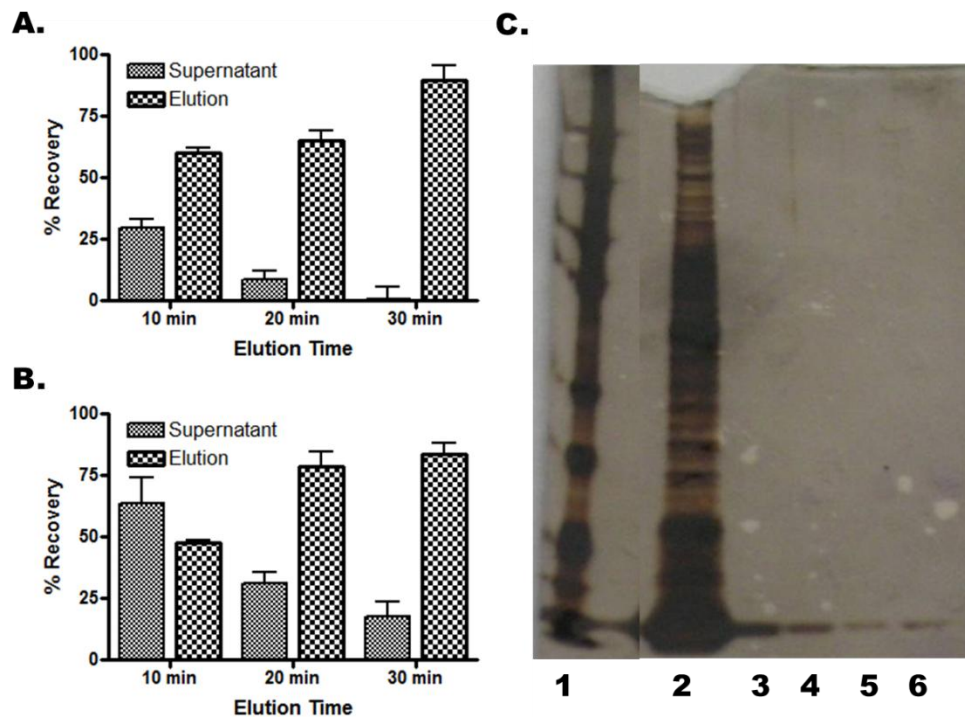 A.
100
75
50
25
0
% Recovery
Supernatant
Elution
10 min
20 min
30 min
Elution Time
B.
100
75
50
25
0
% Recovery
Supernatant
Elution
10 min
20 min
30 min
Elution Time
C.
1 2 3 4 5 6